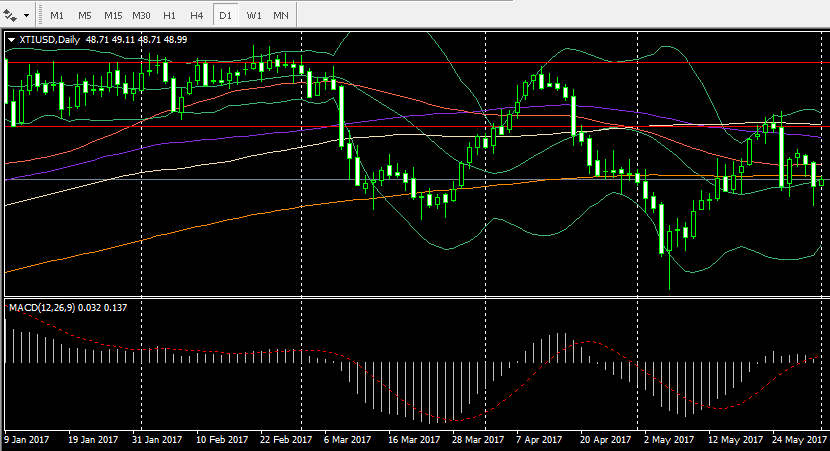 M1 M5 M15 M30 H1 H4 D1 W1 MN
XTIUSD,Daily 48.71 49.11 48.71 48.99
MACD(12,26,9) 0.032 0.137
9 Jan 2017 19 Jan 2017 31 Jan 2017 10 Feb 2017 22 Feb 2017 6 Mar 2017 16 Mar 2017 28 Mar 2017 7 Apr 2017 20 Apr 2017 2 May 2017 12 May 2017 24 May 2017